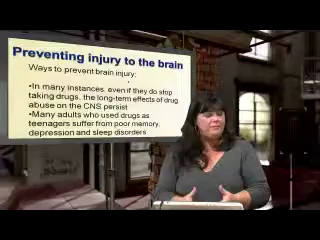 Preventing injury to the brain
Ways to prevent brain injury:
•In many instances, even if they do stop
taking drugs, the long-term effects of drug
abuse on the CNS persist
•Many adults who used drugs as
teenagers suffer from poor memory,
depression and sleep disorders